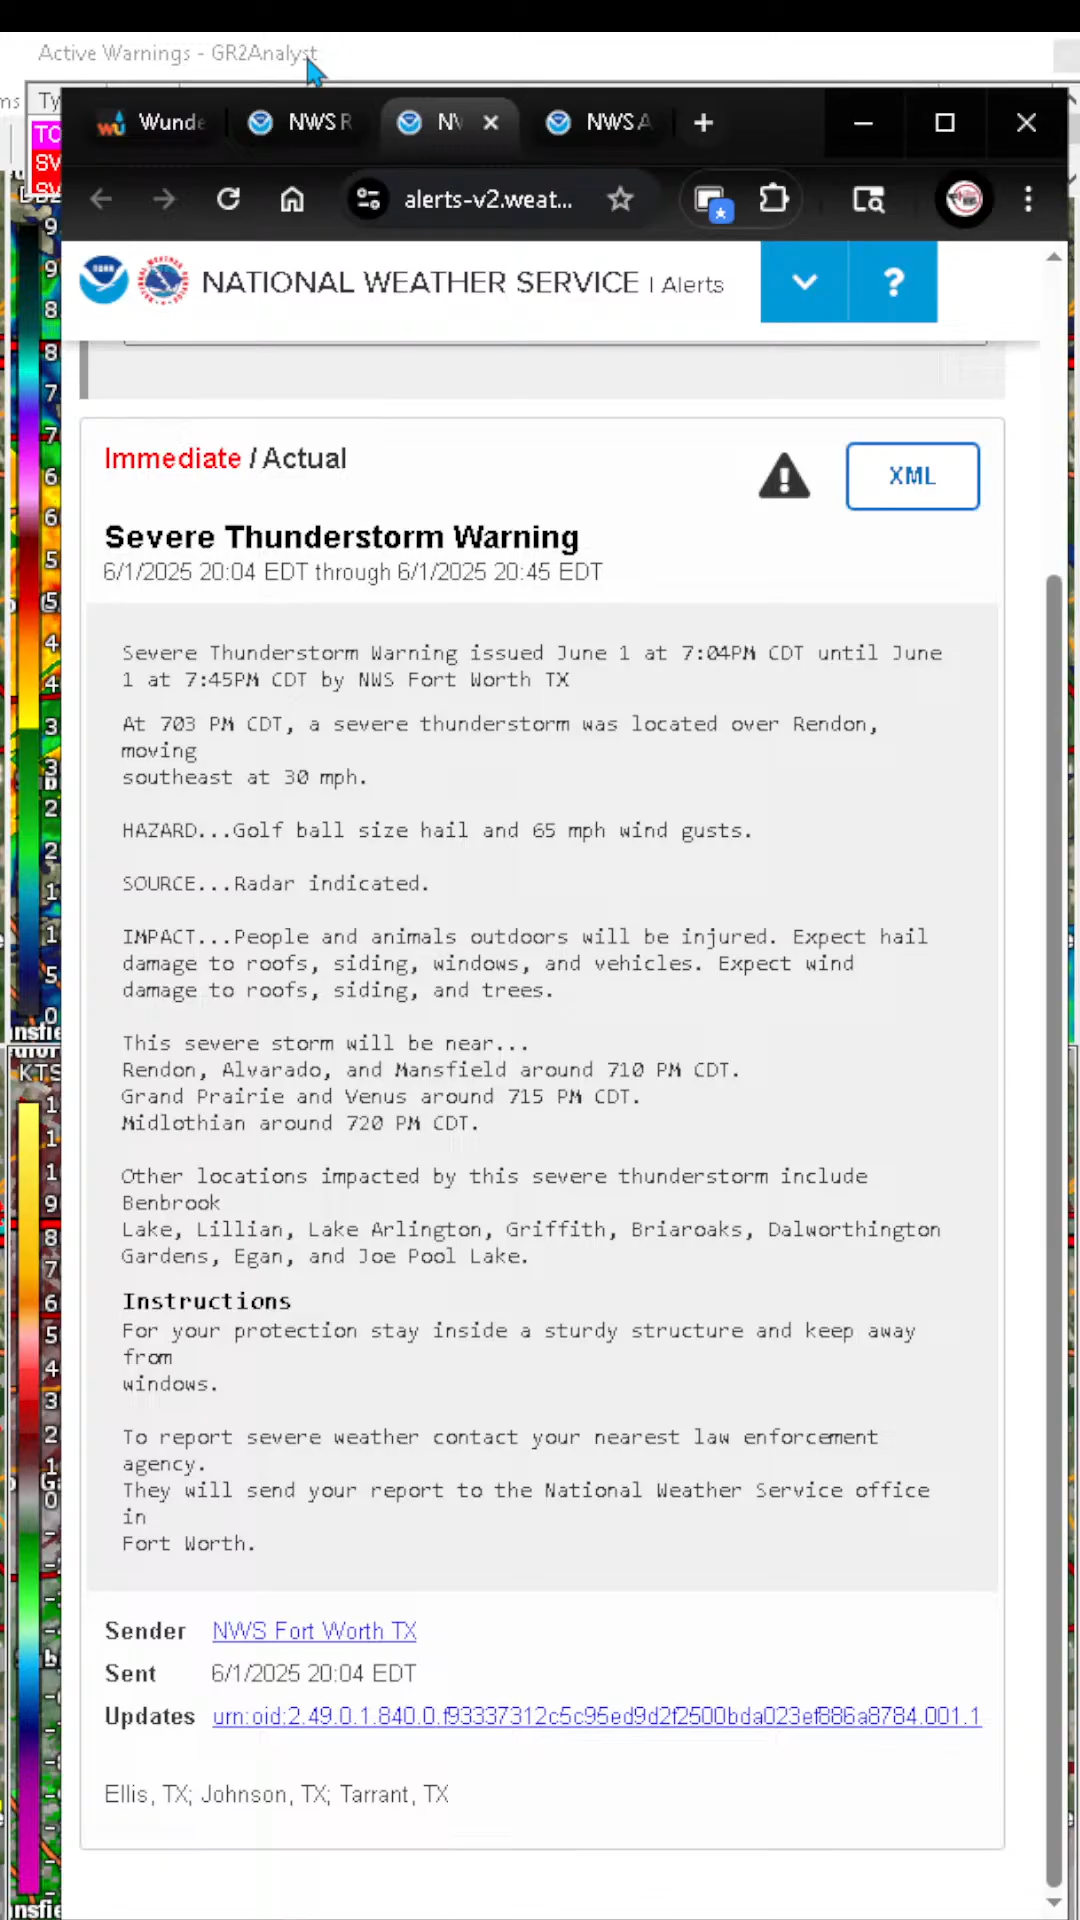 Active Warnings - GR2Analyst
ms Ty
TO
SV
SV
Wunde NWS R NV NWS A
alerts-v2.weat...
NATIONAL WEATHER SERVICE | Alerts
Immediate / Actual
XML
Severe Thunderstorm Warning
6/1/2025 20:04 EDT through 6/1/2025 20:45 EDT
Severe Thunderstorm Warning issued June 1 at 7:04PM CDT until June
1 at 7:45PM CDT by NWS Fort Worth TX
At 703 PM CDT, a severe thunderstorm was located over Rendon,
moving
southeast at 30 mph.
HAZARD...Golf ball size hail and 65 mph wind gusts.
SOURCE...Radar indicated.
IMPACT...People and animals outdoors will be injured. Expect hail
damage to roofs, siding, windows, and vehicles. Expect wind
damage to roofs, siding, and trees.
This severe storm will be near...
Rendon, Alvarado, and Mansfield around 710 PM CDT.
Grand Prairie and Venus around 715 PM CDT.
Midlothian around 720 PM CDT.
Other locations impacted by this severe thunderstorm include
Benbrook
Lake, Lillian, Lake Arlington, Griffith, Briaroaks, Dalworthington
Gardens, Egan, and Joe Pool Lake.
Instructions
For your protection stay inside a sturdy structure and keep away
from
windows.
To report severe weather contact your nearest law enforcement
agency.
They will send your report to the National Weather Service office
in
Fort Worth.
Sender NWS Fort Worth TX
Sent 6/1/2025 20:04 EDT
Updates urn:oid:2.49.0.1.840.0.f93337312c5c95ed9d2f2500bda023ef886a8784.001.1
Ellis, TX; Johnson, TX; Tarrant, TX